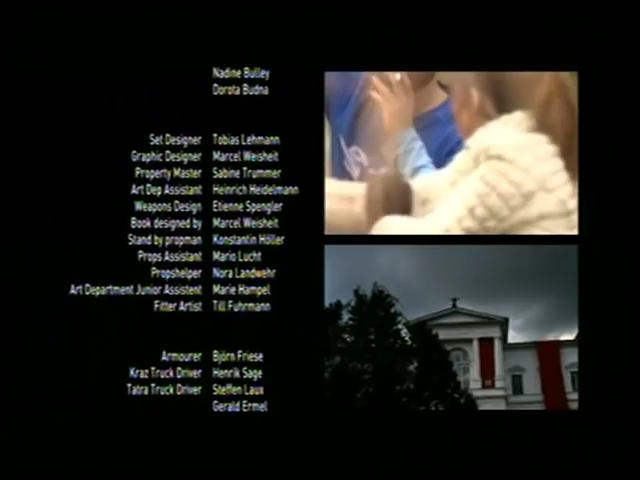 Nadine Bulley
Dorota Budna
Set Designer Tobias Lehmann
Graphic Designer Marcel Weisheit
Property Master Sabine Trummer
Art Dep Assistant Heinrich Heidelmann
Weapons Design Etienne Spengler
Book designed by Marcel Weisheit
Stand by propman Konstantin Höller
Props Assistant Mario Lucht
Propshelper Nora Landwehr
Art Department Junior Assistent Marie Hampel
Fitter Artist Till Fuhrmann
Armourer Björn Friese
Kraz Truck Driver Henrik Sage
Tatra Truck Driver Steffen Laux
Gerald Ermel